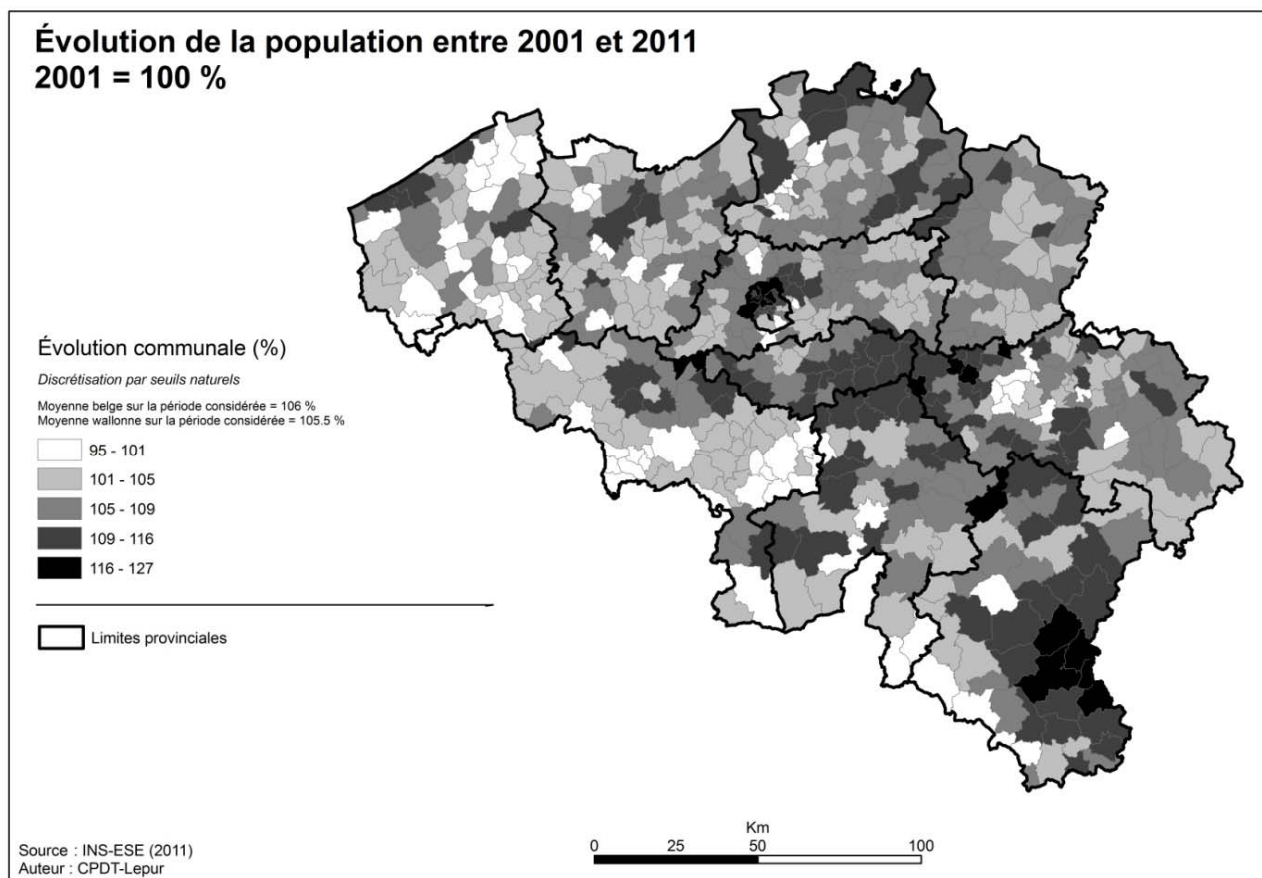 Évolution de la population entre 2001 et 2011
2001 = 100 %
Évolution communale (%)
Discrétisation par seuils naturels
Moyenne belge sur la période considérée = 106 %
Moyenne wallonne sur la période considérée = 105.5 %
95 - 101
101 - 105
105 - 109
109 - 116
116 - 127
Limites provinciales
Km
0 25 50 100
Source : INS-ESE (2011)
Auteur : CPDT-Lepur